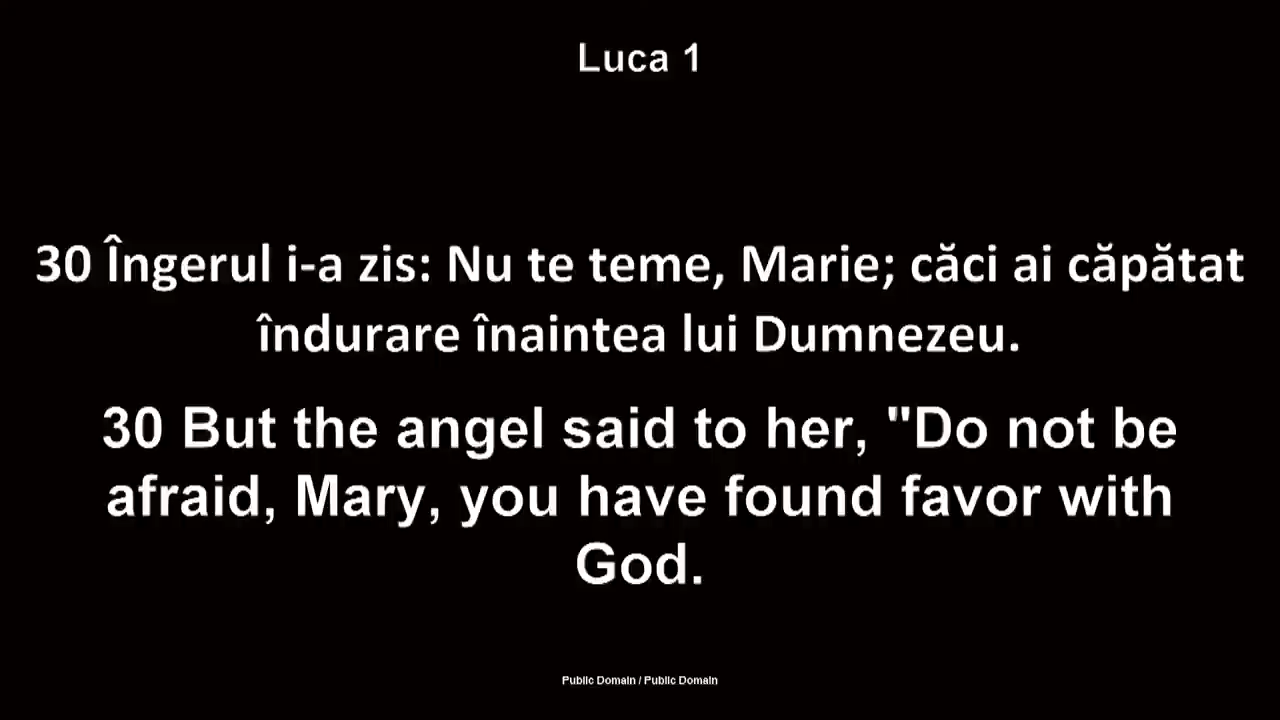 Luca 1
30 Îngerul i-a zis: Nu te teme, Marie; căci ai căpătat
îndurare înaintea lui Dumnezeu.
30 But the angel said to her, "Do not be
afraid, Mary, you have found favor with
God.
Public Domain / Public Domain